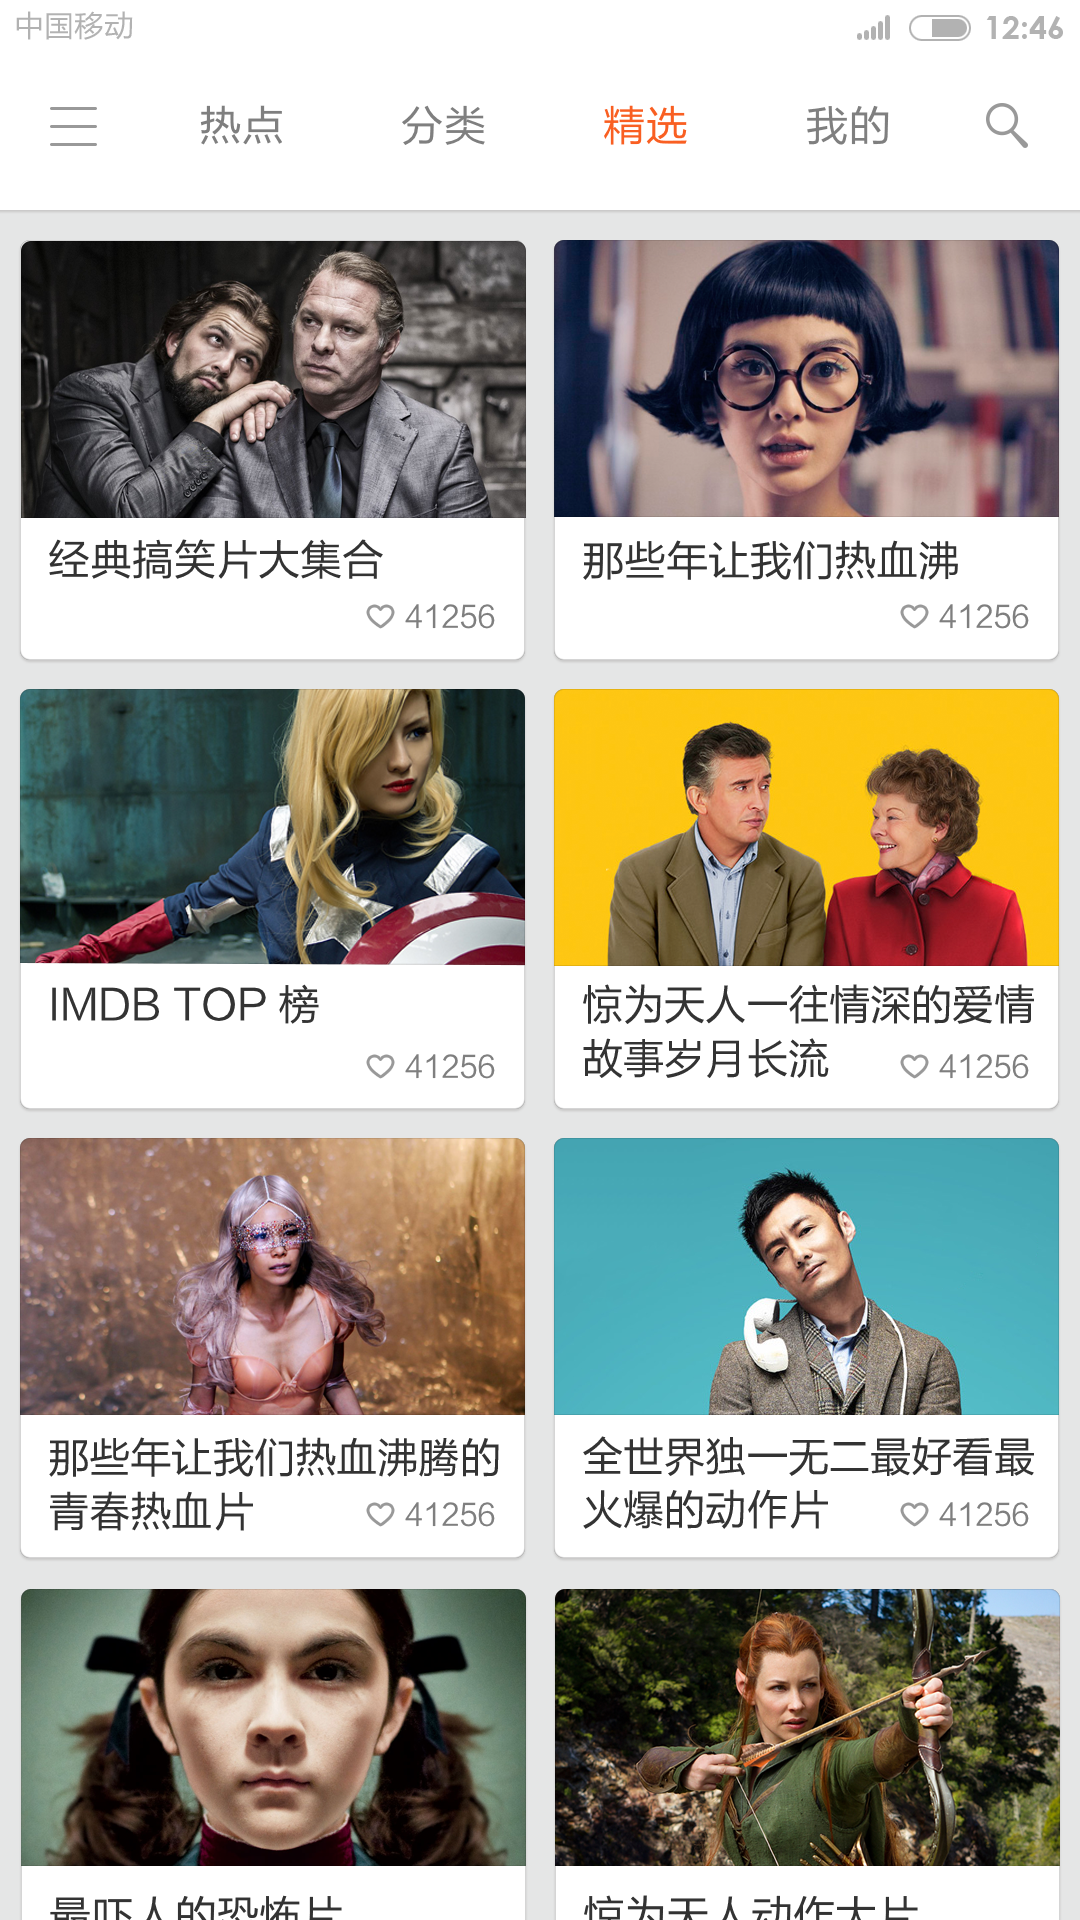 中国移动 12:46
热点 分类 精选 我的
经典搞笑片大集合
41256
那些年让我们热血沸
41256
IMDB TOP 榜
41256
惊为天人一往情深的爱情
故事岁月长流 41256
那些年让我们热血沸腾的
青春热血片 41256
全世界独一无二最好看最
火爆的动作片 41256
最吓人的恐怖片
惊为天人动作大片